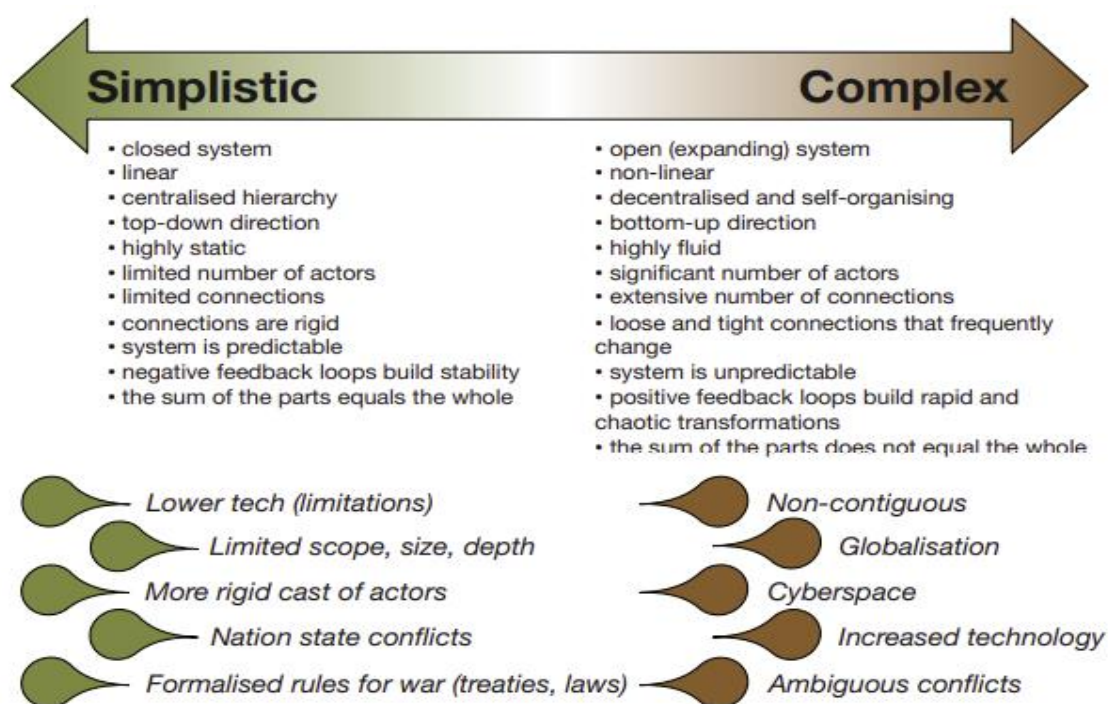 Simplistic
Complex
• closed system
• linear
• centralised hierarchy
• top-down direction
• highly static
• limited number of actors
• limited connections
• connections are rigid
• system is predictable
• negative feedback loops build stability
• the sum of the parts equals the whole
• open (expanding) system
• non-linear
• decentralised and self-organising
• bottom-up direction
• highly fluid
• significant number of actors
• extensive number of connections
• loose and tight connections that frequently
change
• system is unpredictable
• positive feedback loops build rapid and
chaotic transformations
• the sum of the parts does not equal the whole
Lower tech (limitations)
Limited scope, size, depth
More rigid cast of actors
Nation state conflicts
Formalised rules for war (treaties, laws)
Non-contiguous
Globalisation
Cyberspace
Increased technology
Ambiguous conflicts